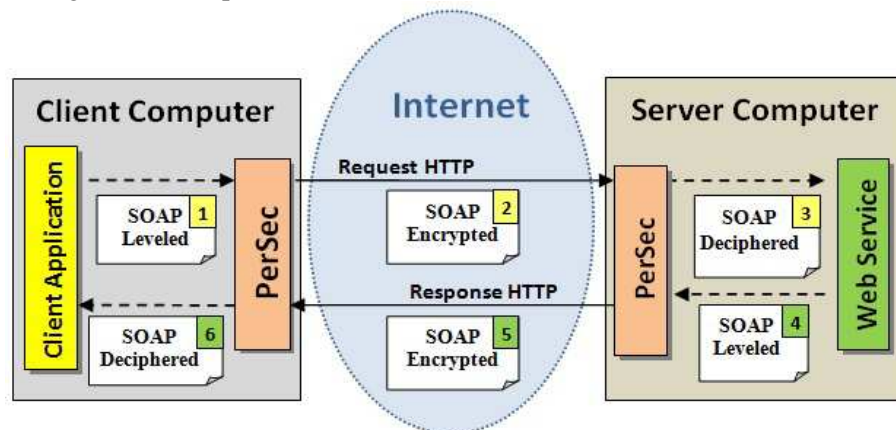 Client Computer
Internet
Server Computer
Client Application
PerSec
Request HTTP
SOAP 1
Leveled
SOAP 2
Encrypted
PerSec
SOAP 3
Deciphered
Web Service
SOAP 4
Leveled
Response HTTP
SOAP 5
Encrypted
SOAP 6
Deciphered